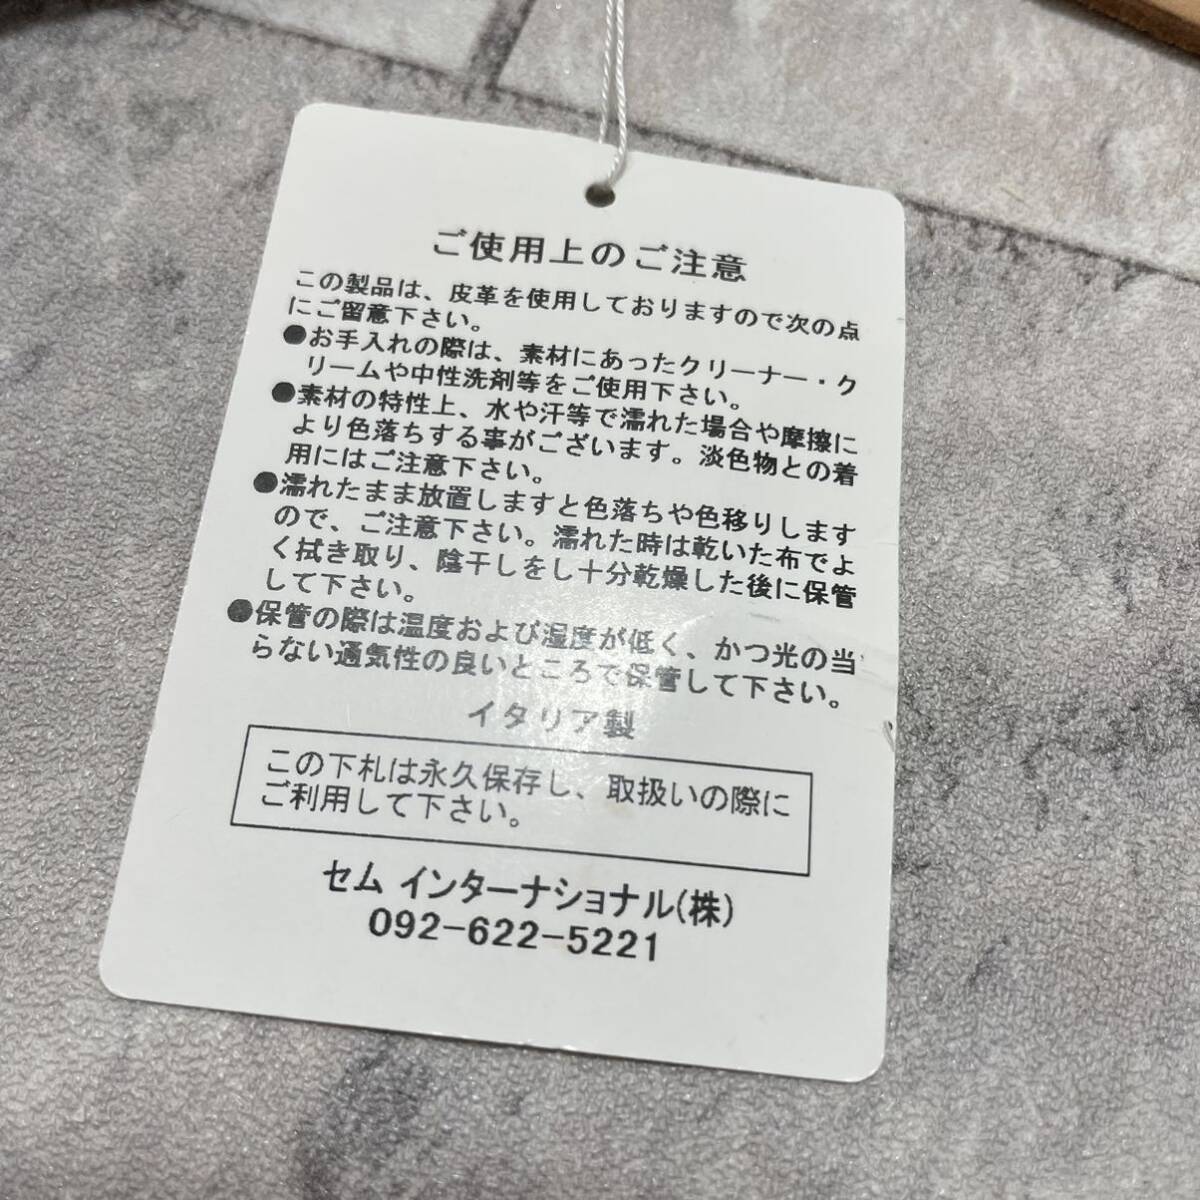 ご使用上のご注意
この製品は、皮革を使用しておりますので次の点
にご留意下さい。
●お手入れの際は、素材にあったクリーナー・ク
リームや中性洗剤等をご使用下さい。
●素材の特性上、水や汗等で濡れた場合や摩擦に
より色落ちする事がございます。淡色物との着
用にはご注意下さい。
●濡れたまま放置しますと色落ちや色移りします
ので、ご注意下さい。濡れた時は乾いた布でよ
く拭き取り、陰干しをし十分乾燥した後に保管
して下さい。
●保管の際は温度および湿度が低く、かつ光の当
らない通気性の良いところで保管して下さい。
イタリア製
この下札は永久保存し、取扱いの際に
ご利用して下さい。
セム インターナショナル(株)
092-622-5221